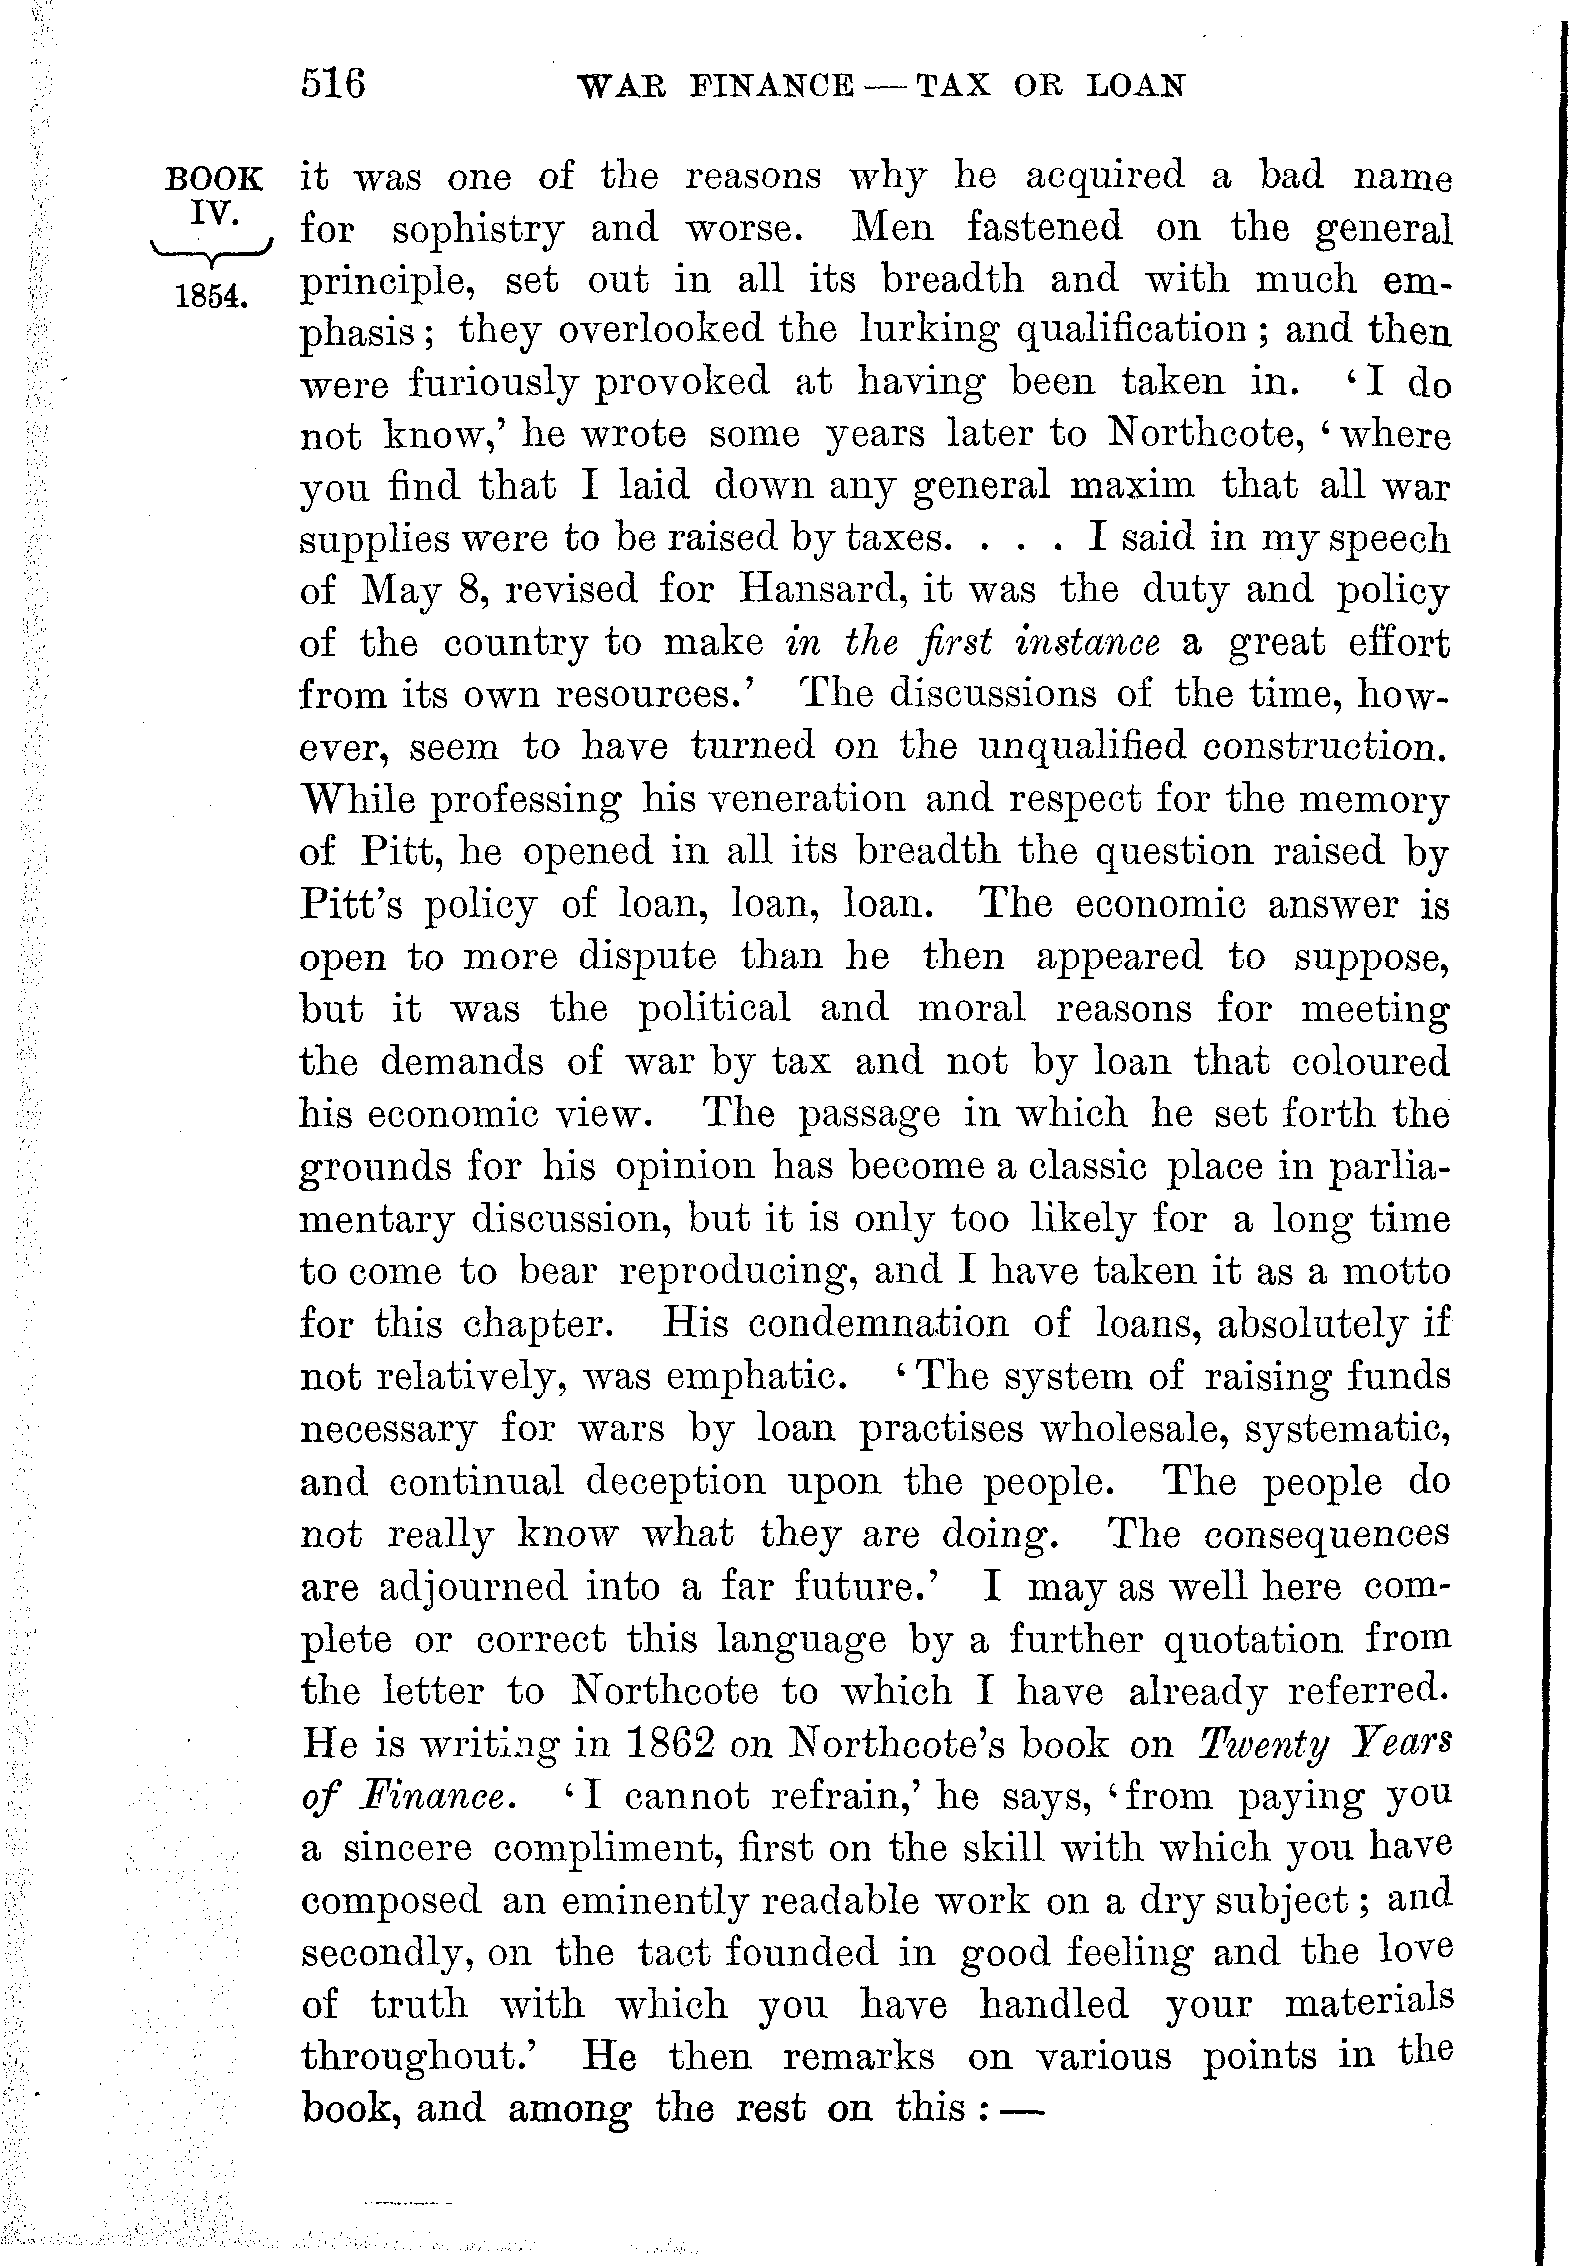 516 WAR FINANCE — TAX OR LOAN
BOOK
IV.
1854.
it was one of the reasons why he acquired a bad name
for sophistry and worse. Men fastened on the general
principle, set out in all its breadth and with much em-
phasis; they overlooked the lurking qualification; and then
were furiously provoked at having been taken in. ‘I do
not know,’ he wrote some years later to Northcote, ‘where
you find that I laid down any general maxim that all war
supplies were to be raised by taxes. . . . I said in my speech
of May 8, revised for Hansard, it was the duty and policy
of the country to make in the first instance a great effort
from its own resources.’ The discussions of the time, how-
ever, seem to have turned on the unqualified construction.
While professing his veneration and respect for the memory
of Pitt, he opened in all its breadth the question raised by
Pitt’s policy of loan, loan, loan. The economic answer is
open to more dispute than he then appeared to suppose,
but it was the political and moral reasons for meeting
the demands of war by tax and not by loan that coloured
his economic view. The passage in which he set forth the
grounds for his opinion has become a classic place in parlia-
mentary discussion, but it is only too likely for a long time
to come to bear reproducing, and I have taken it as a motto
for this chapter. His condemnation of loans, absolutely if
not relatively, was emphatic. ‘The system of raising funds
necessary for wars by loan practises wholesale, systematic,
and continual deception upon the people. The people do
not really know what they are doing. The consequences
are adjourned into a far future.’ I may as well here com-
plete or correct this language by a further quotation from
the letter to Northcote to which I have already referred.
He is writing in 1862 on Northcote’s book on Twenty Years
of Finance. ‘I cannot refrain,’ he says, ‘from paying you
a sincere compliment, first on the skill with which you have
composed an eminently readable work on a dry subject; and
secondly, on the tact founded in good feeling and the love
of truth with which you have handled your materials
throughout.’ He then remarks on various points in the
book, and among the rest on this:—